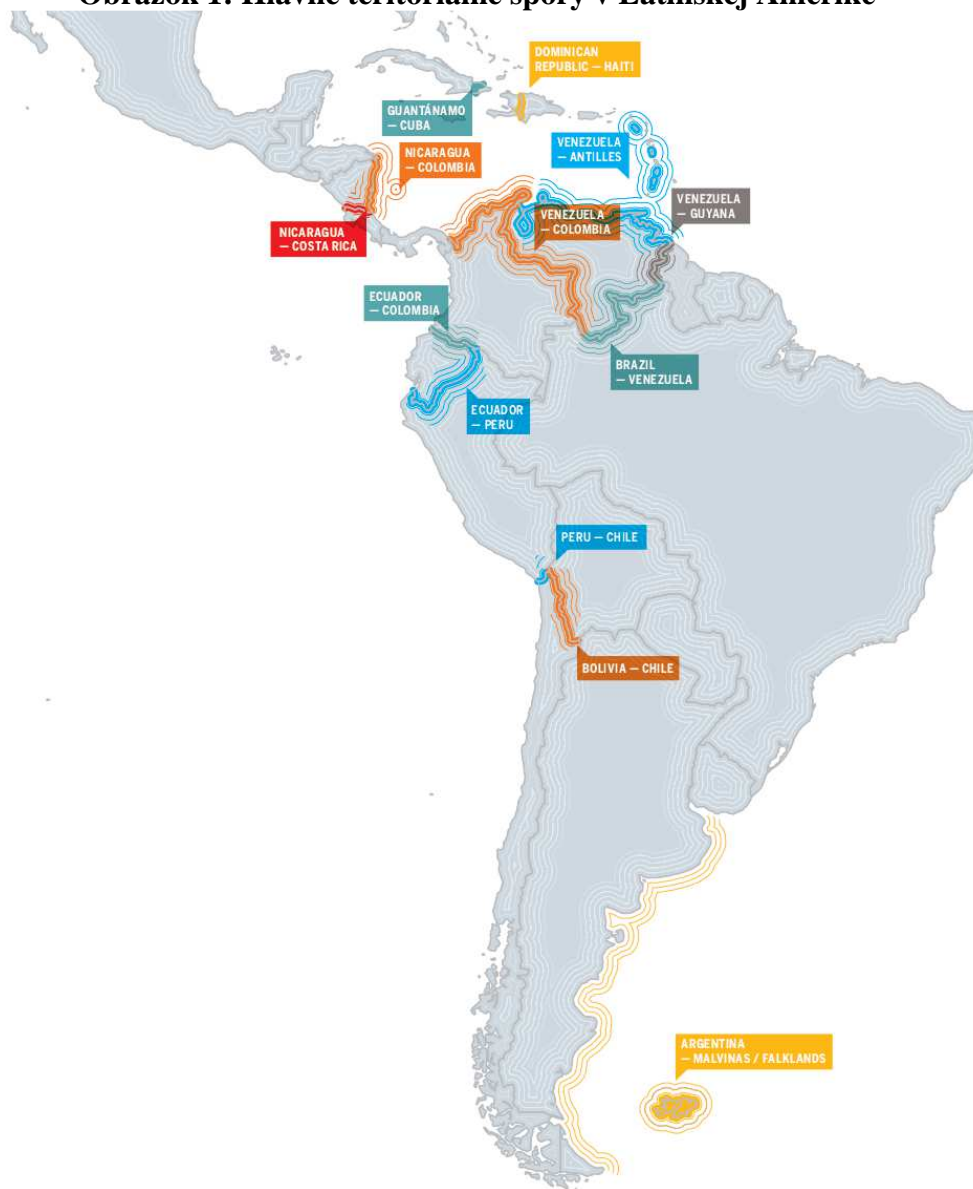 Obrázok 1: Hlavné teritoriálne spory v Latinskej Amerike
DOMINICAN
REPUBLIC — HAITI
GUANTÁNAMO
— CUBA
NICARAGUA
— COLOMBIA
VENEZUELA
— ANTILLES
VENEZUELA
— GUYANA
NICARAGUA
— COSTA RICA
VENEZUELA
— COLOMBIA
ECUADOR
— COLOMBIA
BRAZIL
— VENEZUELA
ECUADOR
— PERU
PERU — CHILE
BOLIVIA — CHILE
ARGENTINA
— MALVINAS / FALKLANDS